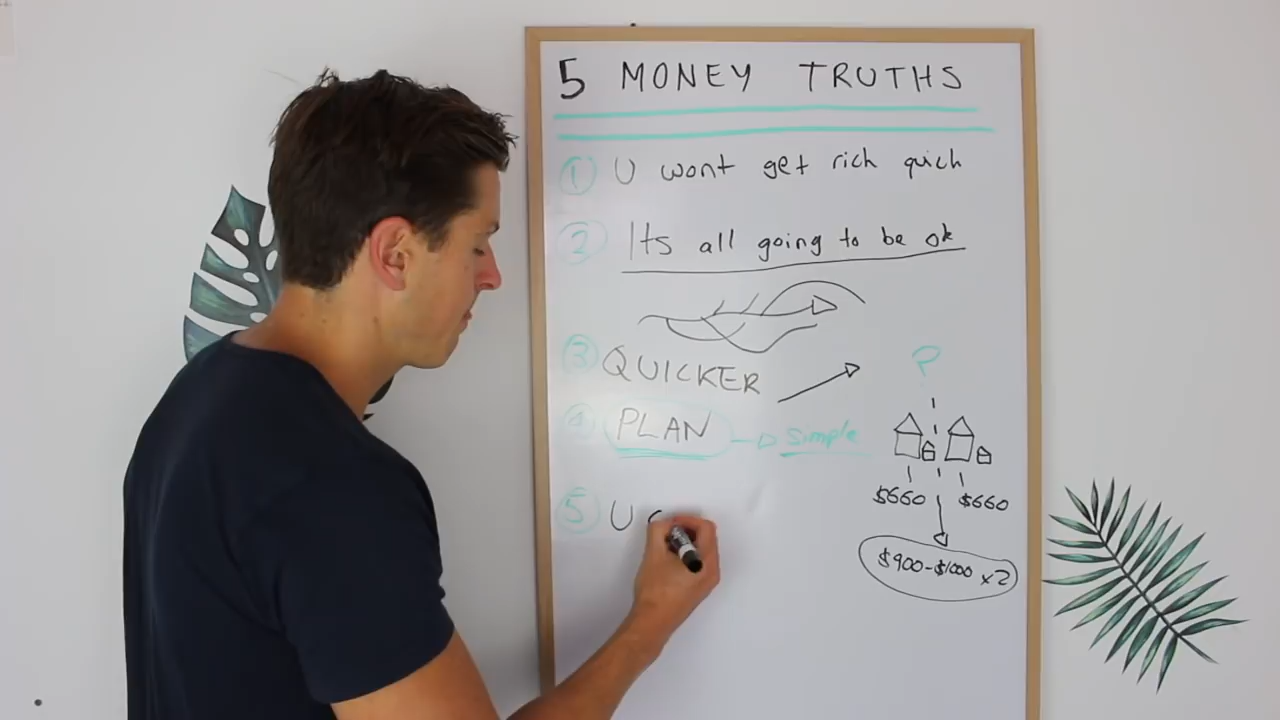 5 MONEY TRUTHS
1 U wont get rich quich
2 Its all going to be ok
3 QUICKER
?
4 PLAN → Simple
$660 $660
5 U
$900-$1000 x2